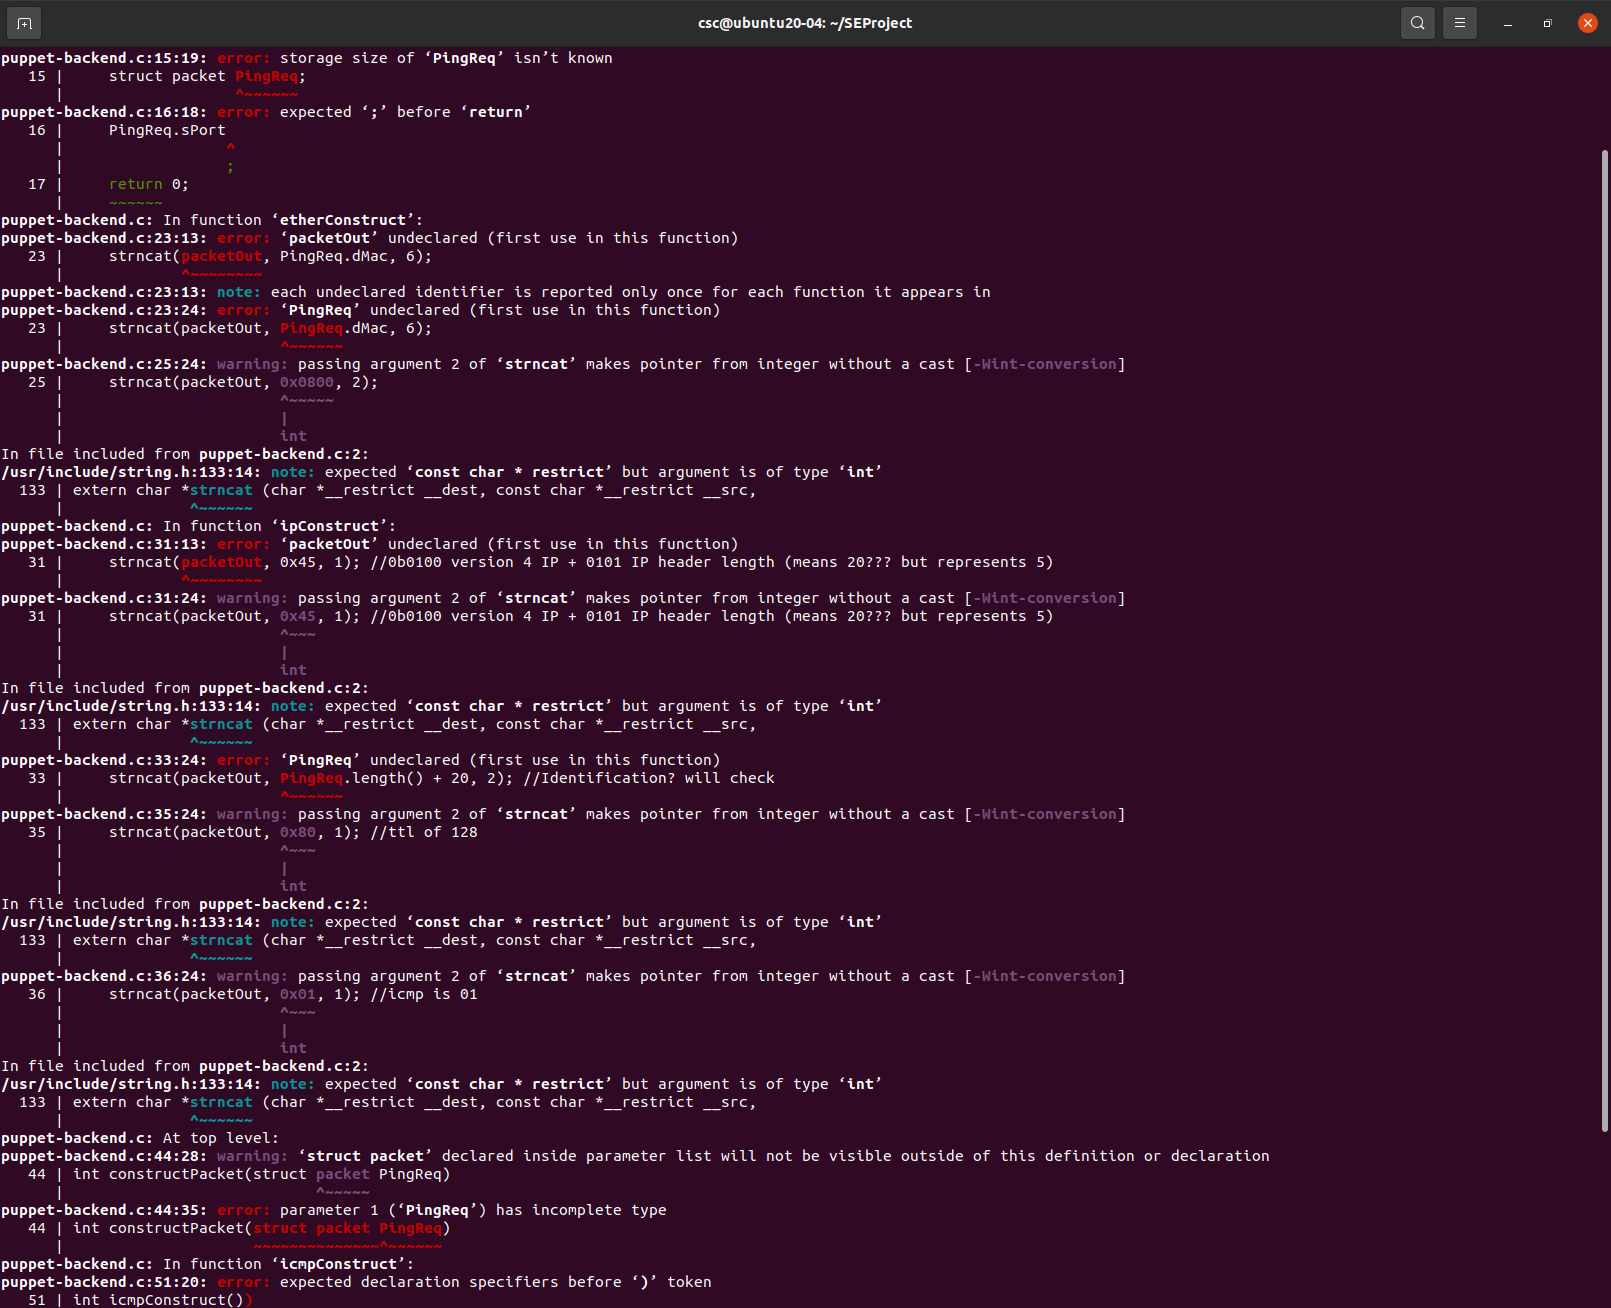 csc@ubuntu20-04: ~/SEProject
puppet-backend.c:15:19: error: storage size of ‘PingReq’ isn’t known
   15 |     struct packet PingReq;
      |                   ^~~~~~~
puppet-backend.c:16:18: error: expected ‘;’ before ‘return’
   16 |     PingReq.sPort
      |                  ^
      |                  ;
   17 |     return 0;
      |     ~~~~~~
puppet-backend.c: In function ‘etherConstruct’:
puppet-backend.c:23:13: error: ‘packetOut’ undeclared (first use in this function)
   23 |     strncat(packetOut, PingReq.dMac, 6);
      |             ^~~~~~~~~
puppet-backend.c:23:13: note: each undeclared identifier is reported only once for each function it appears in
puppet-backend.c:23:24: error: ‘PingReq’ undeclared (first use in this function)
   23 |     strncat(packetOut, PingReq.dMac, 6);
      |                        ^~~~~~~
puppet-backend.c:25:24: warning: passing argument 2 of ‘strncat’ makes pointer from integer without a cast [-Wint-conversion]
   25 |     strncat(packetOut, 0x0800, 2);
      |                        ^~~~~~
      |                        |
      |                        int
In file included from puppet-backend.c:2:
/usr/include/string.h:133:14: note: expected ‘const char * restrict’ but argument is of type ‘int’
  133 | extern char *strncat (char *__restrict __dest, const char *__restrict __src,
      |              ^~~~~~~
puppet-backend.c: In function ‘ipConstruct’:
puppet-backend.c:31:13: error: ‘packetOut’ undeclared (first use in this function)
   31 |     strncat(packetOut, 0x45, 1); //0b0100 version 4 IP + 0101 IP header length (means 20??? but represents 5)
      |             ^~~~~~~~~
puppet-backend.c:31:24: warning: passing argument 2 of ‘strncat’ makes pointer from integer without a cast [-Wint-conversion]
   31 |     strncat(packetOut, 0x45, 1); //0b0100 version 4 IP + 0101 IP header length (means 20??? but represents 5)
      |                        ^~~~
      |                        |
      |                        int
In file included from puppet-backend.c:2:
/usr/include/string.h:133:14: note: expected ‘const char * restrict’ but argument is of type ‘int’
  133 | extern char *strncat (char *__restrict __dest, const char *__restrict __src,
      |              ^~~~~~~
puppet-backend.c:33:24: error: ‘PingReq’ undeclared (first use in this function)
   33 |     strncat(packetOut, PingReq.length() + 20, 2); //Identification? will check
      |                        ^~~~~~~
puppet-backend.c:35:24: warning: passing argument 2 of ‘strncat’ makes pointer from integer without a cast [-Wint-conversion]
   35 |     strncat(packetOut, 0x80, 1); //ttl of 128
      |                        ^~~~
      |                        |
      |                        int
In file included from puppet-backend.c:2:
/usr/include/string.h:133:14: note: expected ‘const char * restrict’ but argument is of type ‘int’
  133 | extern char *strncat (char *__restrict __dest, const char *__restrict __src,
      |              ^~~~~~~
puppet-backend.c:36:24: warning: passing argument 2 of ‘strncat’ makes pointer from integer without a cast [-Wint-conversion]
   36 |     strncat(packetOut, 0x01, 1); //icmp is 01
      |                        ^~~~
      |                        |
      |                        int
In file included from puppet-backend.c:2:
/usr/include/string.h:133:14: note: expected ‘const char * restrict’ but argument is of type ‘int’
  133 | extern char *strncat (char *__restrict __dest, const char *__restrict __src,
      |              ^~~~~~~
puppet-backend.c: At top level:
puppet-backend.c:44:28: warning: ‘struct packet’ declared inside parameter list will not be visible outside of this definition or declaration
   44 | int constructPacket(struct packet PingReq)
      |                            ^~~~~~
puppet-backend.c:44:35: error: parameter 1 (‘PingReq’) has incomplete type
   44 | int constructPacket(struct packet PingReq)
      |                     ~~~~~~~~~~~~~~^~~~~~~
puppet-backend.c: In function ‘icmpConstruct’:
puppet-backend.c:51:20: error: expected declaration specifiers before ‘)’ token
   51 | int icmpConstruct())